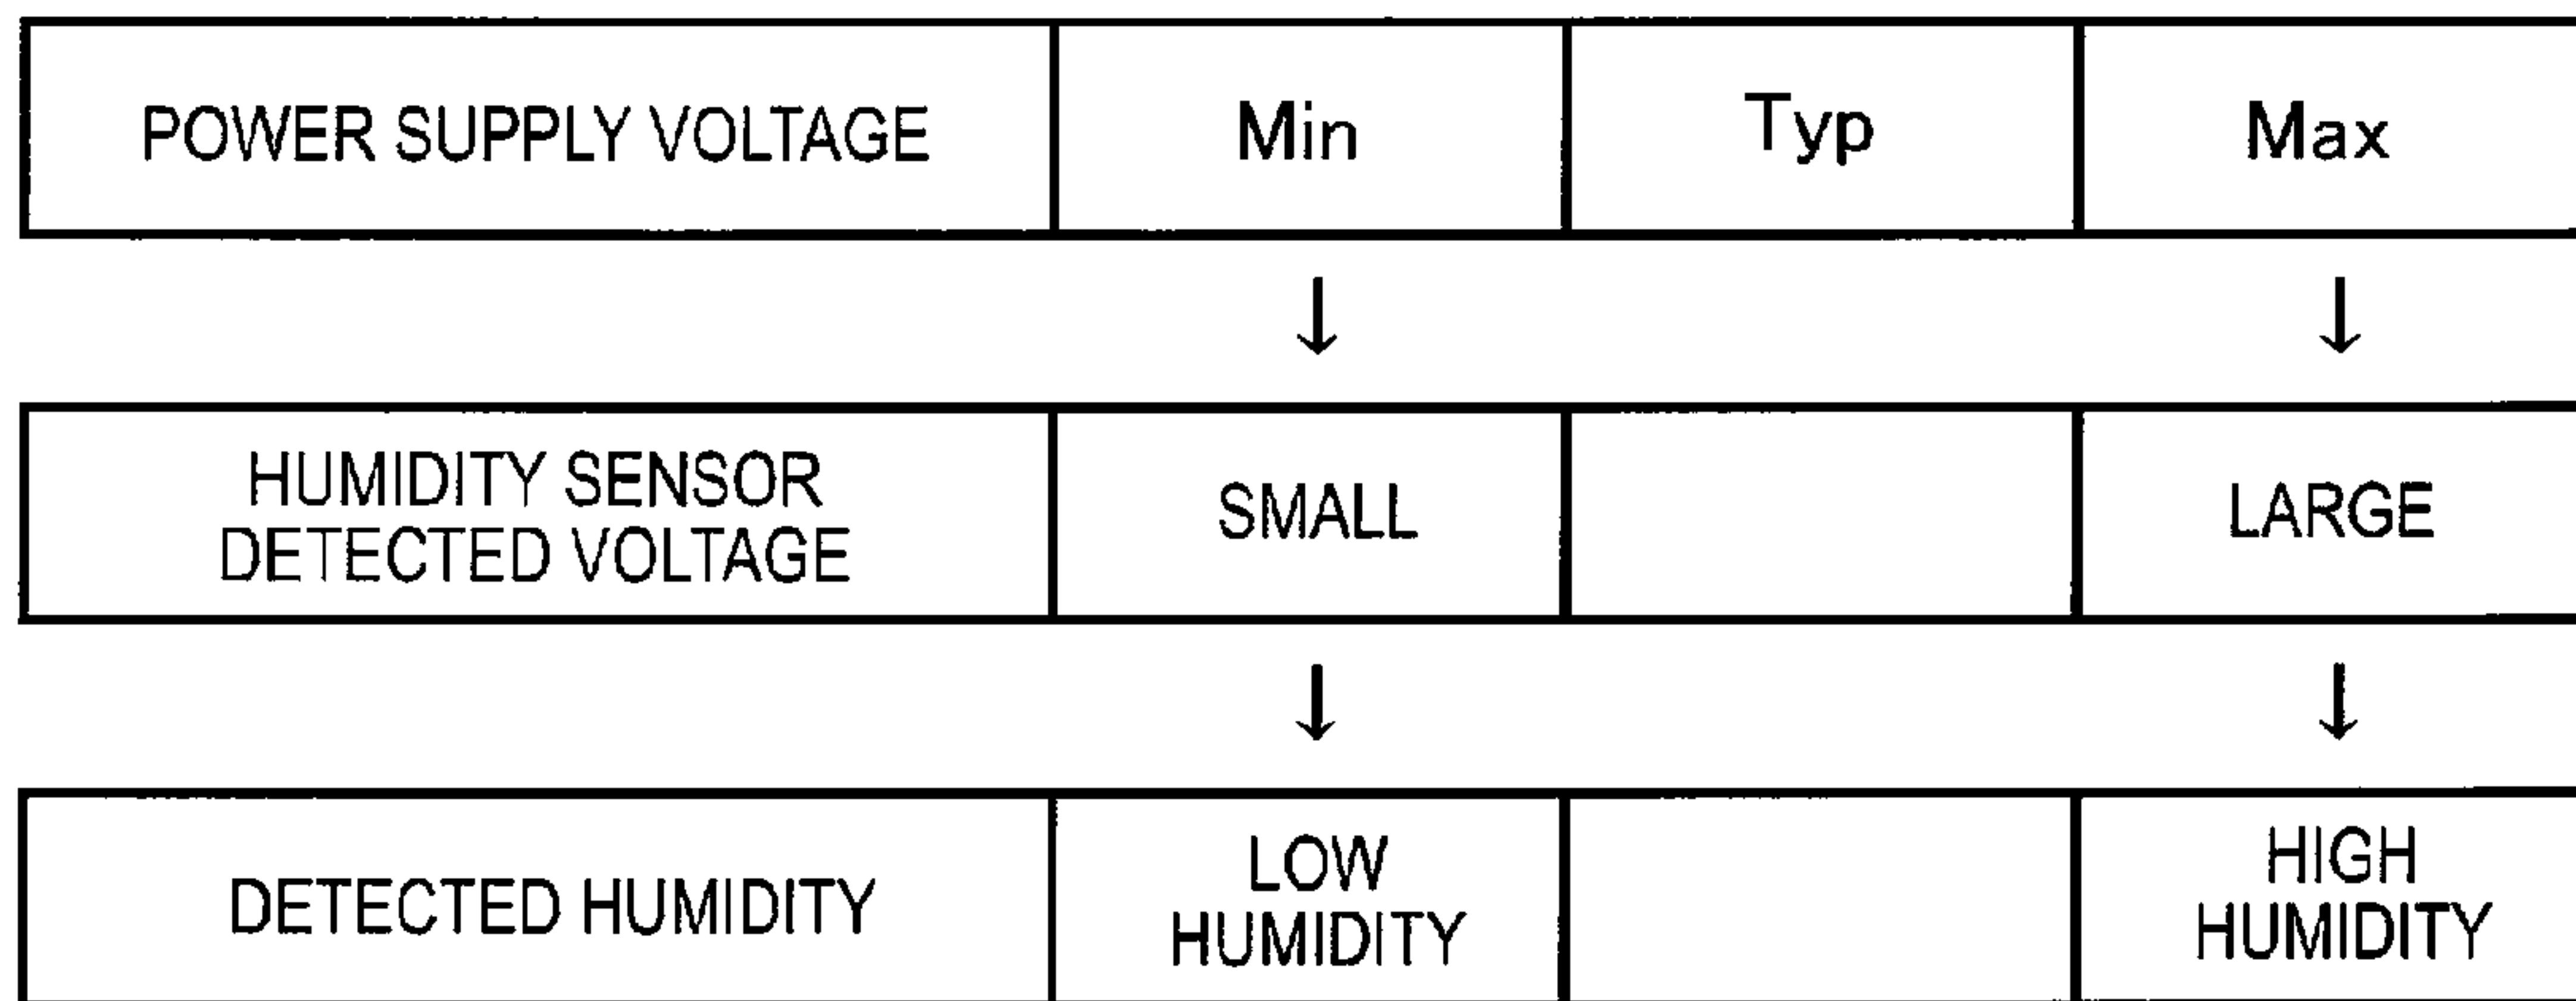 POWER SUPPLY VOLTAGE Min Typ Max
HUMIDITY SENSOR
DETECTED VOLTAGE
SMALL LARGE
DETECTED HUMIDITY
LOW
HUMIDITY
HIGH
HUMIDITY